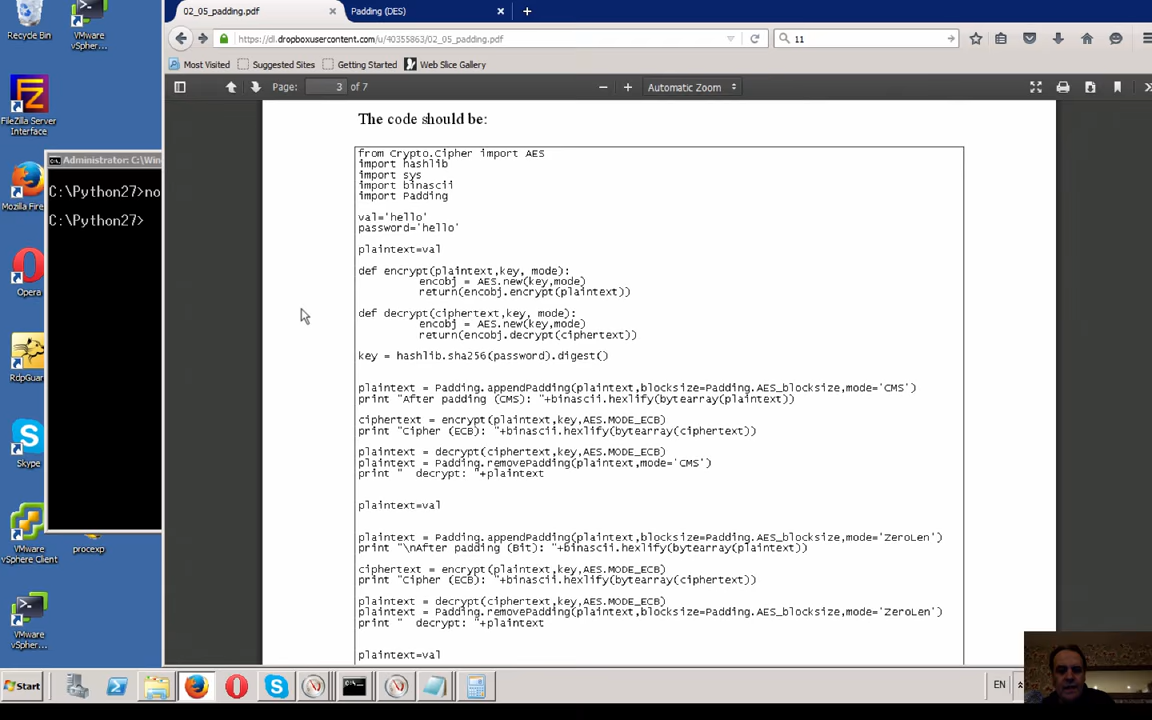 Recycle Bin
VMware
vSpher...
FileZilla Server
Interface
Mozilla Fire
Opera
RdpGuar
Skype
VMware
vSphere Client
procexp
VMware
vSpher...
Administrator: C:\Win
C:\Python27>no
C:\Python27>
02_05_padding.pdf
Padding (DES)
https://dl.dropboxusercontent.com/u/40355863/02_05_padding.pdf
11
Most Visited
Suggested Sites
Getting Started
Web Slice Gallery
Page:
3
of 7
Automatic Zoom
The code should be:
from Crypto.Cipher import AES
import hashlib
import sys
import binascii
import Padding
val='hello'
password='hello'
plaintext=val
def encrypt(plaintext,key, mode):
encobj = AES.new(key,mode)
return(encobj.encrypt(plaintext))
def decrypt(ciphertext,key, mode):
encobj = AES.new(key,mode)
return(encobj.decrypt(ciphertext))
key = hashlib.sha256(password).digest()
plaintext = Padding.appendPadding(plaintext,blocksize=Padding.AES_blocksize,mode='CMS')
print "After padding (CMS): "+binascii.hexlify(bytearray(plaintext))
ciphertext = encrypt(plaintext,key,AES.MODE_ECB)
print "Cipher (ECB): "+binascii.hexlify(bytearray(ciphertext))
plaintext = decrypt(ciphertext,key,AES.MODE_ECB)
plaintext = Padding.removePadding(plaintext,mode='CMS')
print "  decrypt: "+plaintext
plaintext=val
plaintext = Padding.appendPadding(plaintext,blocksize=Padding.AES_blocksize,mode='ZeroLen')
print "\nAfter padding (Bit): "+binascii.hexlify(bytearray(plaintext))
ciphertext = encrypt(plaintext,key,AES.MODE_ECB)
print "Cipher (ECB): "+binascii.hexlify(bytearray(ciphertext))
plaintext = decrypt(ciphertext,key,AES.MODE_ECB)
plaintext = Padding.removePadding(plaintext,blocksize=Padding.AES_blocksize,mode='ZeroLen')
print "  decrypt: "+plaintext
plaintext=val
Start
EN